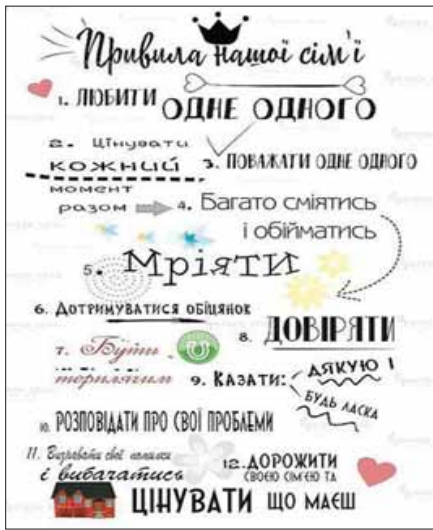 Правила нашої сім'ї
1. ЛЮБИТИ ОДНЕ ОДНОГО
2. Цінувати
кожний
момент
разом
3. ПОВАЖАТИ ОДНЕ ОДНОГО
4. Багато сміятись
і обійматись
5. Мріяти
6. ДОТРИМУВАТИСЯ ОБІЦЯНОК
7. Бути
терплячим
8. ДОВІРЯТИ
9. КАЗАТИ:
ДЯКУЮ І
БУДЬ ЛАСКА
10. РОЗПОВІДАТИ ПРО СВОЇ ПРОБЛЕМИ
11. Визнавати свої помилки
і вибачатись
12. ДОРОЖИТИ
СВОЄЮ СІМ'ЄЮ ТА
ЦІНУВАТИ ЩО МАЄШ